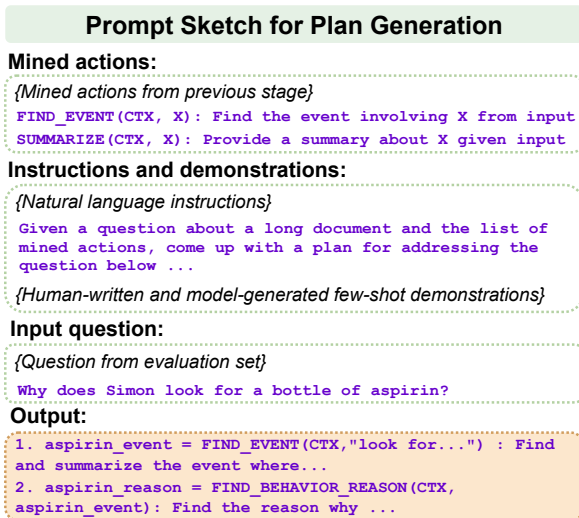 Prompt Sketch for Plan Generation
Mined actions:
{Mined actions from previous stage}
FIND_EVENT(CTX, X): Find the event involving X from input
SUMMARIZE(CTX, X): Provide a summary about X given input
Instructions and demonstrations:
{Natural language instructions}
Given a question about a long document and the list of
mined actions, come up with a plan for addressing the
question below ...
{Human-written and model-generated few-shot demonstrations}
Input question:
{Question from evaluation set}
Why does Simon look for a bottle of aspirin?
Output:
1. aspirin_event = FIND_EVENT(CTX,"look for...") : Find
and summarize the event where...
2. aspirin_reason = FIND_BEHAVIOR_REASON(CTX,
aspirin_event): Find the reason why ...